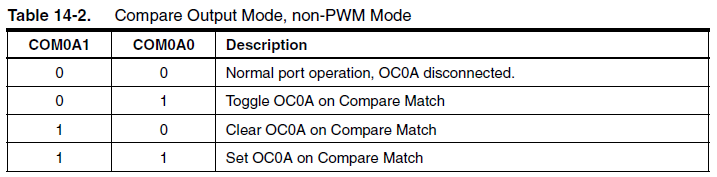 Table 14-2. Compare Output Mode, non-PWM Mode
COM0A1 COM0A0 Description
0 0 Normal port operation, OC0A disconnected.
0 1 Toggle OC0A on Compare Match
1 0 Clear OC0A on Compare Match
1 1 Set OC0A on Compare Match